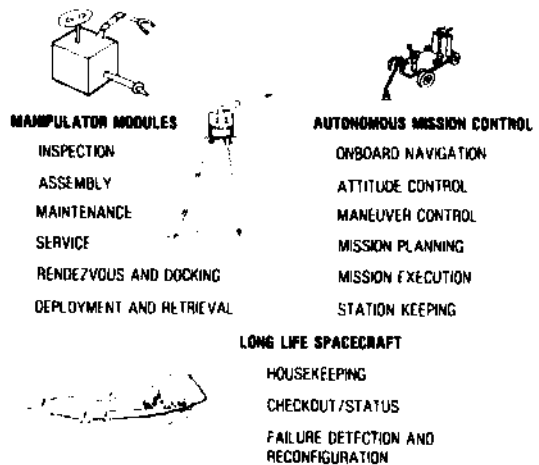 MANIPULATOR MODULES
INSPECTION
ASSEMBLY
MAINTENANCE
SERVICE
RENDEZVOUS AND DOCKING
DEPLOYMENT AND RETRIEVAL
AUTONOMOUS MISSION CONTROL
ONBOARD NAVIGATION
ATTITUDE CONTROL
MANEUVER CONTROL
MISSION PLANNING
MISSION EXECUTION
STATION KEEPING
LONG LIFE SPACECRAFT
HOUSEKEEPING
CHECKOUT/STATUS
FAILURE DETECTION AND
RECONFIGURATION